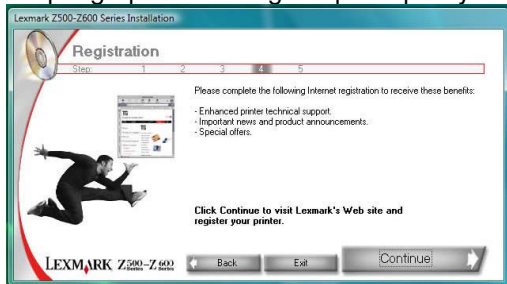 Lexmark Z500-Z600 Series Installation
Registration
Step: 1 2 3 4 5
Please complete the following Internet registration to receive these benefits:
- Enhanced printer technical support.
- Important news and product announcements.
- Special offers.
Click Continue to visit Lexmark's Web site and
register your printer.
LEXMARK Z500-Z600
Series Series
Back Exit Continue